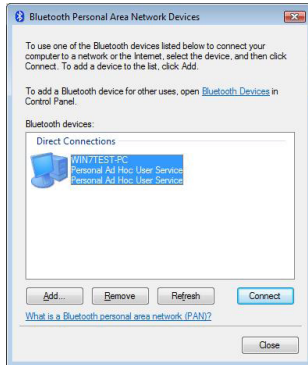 Bluetooth Personal Area Network Devices
To use one of the Bluetooth devices listed below to connect your
computer to a network or the Internet, select the device, and then click
Connect. To add a device to the list, click Add.
To add a Bluetooth device for other uses, open Bluetooth Devices in
Control Panel.
Bluetooth devices:
Direct Connections
WIN7TEST-PC
Personal Ad Hoc User Service
Personal Ad Hoc User Service
Add... Remove Refresh Connect
What is a Bluetooth personal area network (PAN)?
Close